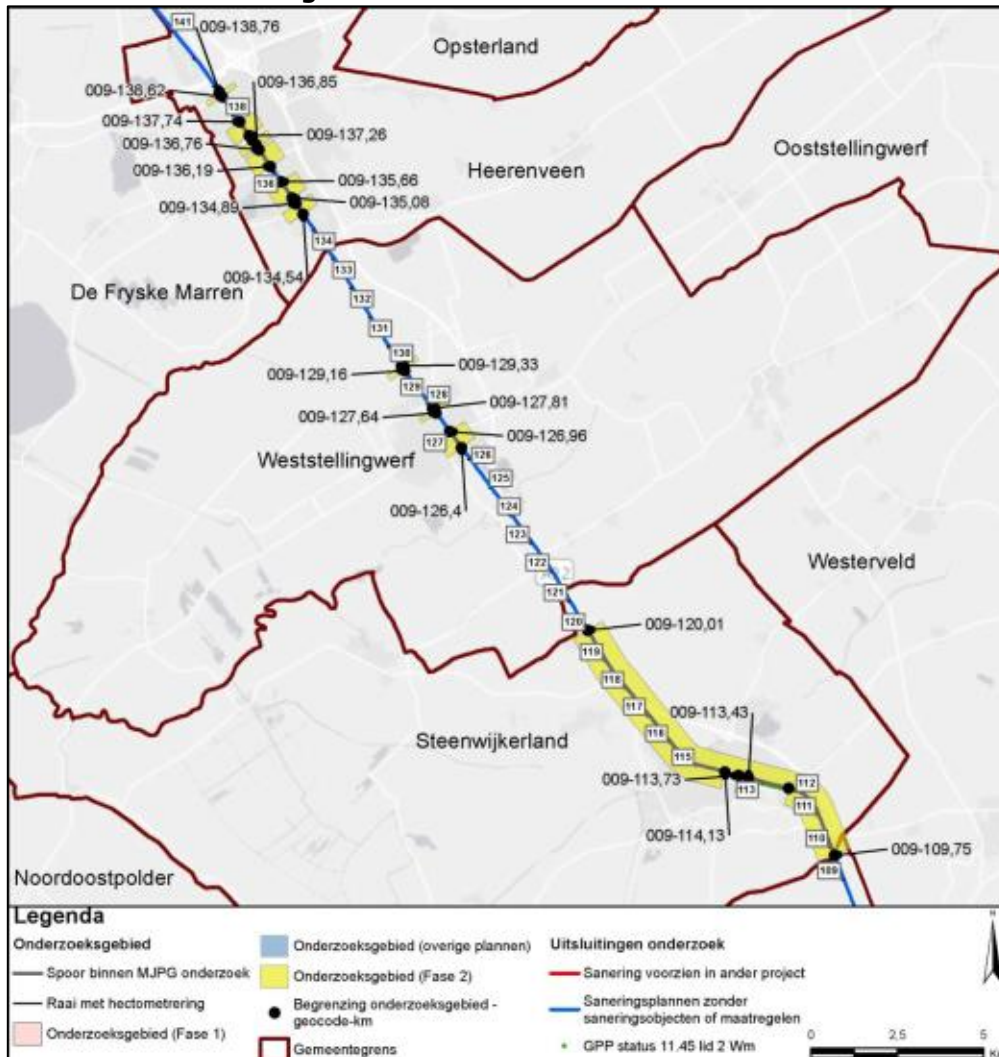 141
009-138,76
Opsterland
009-136,85
009-138,62
138
009-137,74
009-137,26
Ooststellingwerf
009-136,76
Heerenveen
009-136,19
136
009-135,66
009-134,89
009-135,08
134
009-134,54
133
De Fryske Marren
132
131
130
009-129,33
009-129,16
129
128
009-127,81
009-127,64
127
009-126,96
126
Weststellingwerf
125
009-126,4
124
123
Westerveld
122
121
120
009-120,01
119
118
117
009-113,43
116
Steenwijkerland
115
009-113,73
113
112
111
009-114,13
110
009-109,75
109
Noordoostpolder
Legenda
Onderzoeksgebied
Spoor binnen MJPG onderzoek
Raai met hectometrering
Onderzoeksgebied (Fase 1)
Onderzoeksgebied (overige plannen)
Onderzoeksgebied (Fase 2)
Begrenzing onderzoeksgebied -
geocode-km
Gemeentegrens
Uitsluitingen onderzoek
Sanering voorzien in ander project
Saneringsplannen zonder
saneringsobjecten of maatregelen
GPP status 11.45 lid 2 Wm
0 2,5 5